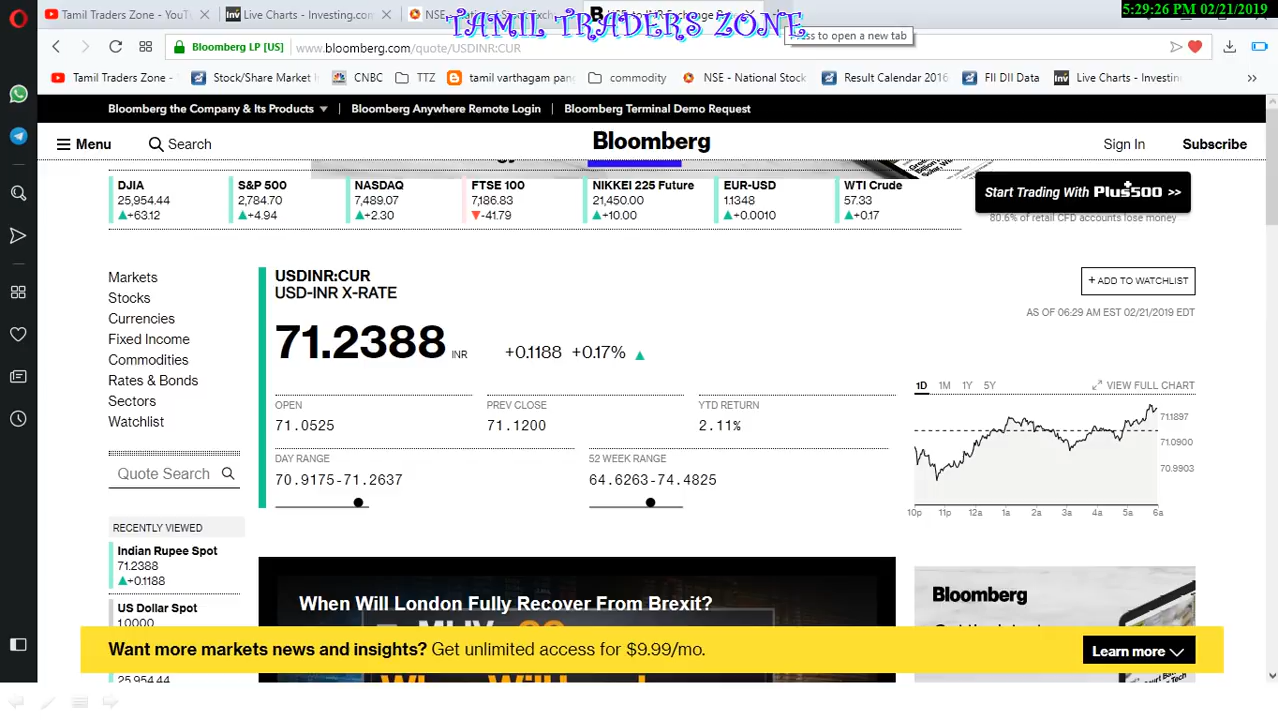 Tamil Traders Zone - YouT
Live Charts - Investing.com
TAMIL TRADERS ZONE
5:29:26 PM 02/21/2019
to open a new tab
Bloomberg LP [US]
www.bloomberg.com/quote/USDINR:CUR
Tamil Traders Zone -
Stock/Share Market
CNBC
TTZ
tamil varthagam pan
commodity
NSE - National Stock
Result Calendar 2016
FII DII Data
Live Charts - Investin
Bloomberg the Company & Its Products
Bloomberg Anywhere Remote Login
Bloomberg Terminal Demo Request
Menu
Search
Bloomberg
Sign In
Subscribe
DJIA
25,954.44
+63.12
S&P 500
2,784.70
+4.94
NASDAQ
7,489.07
+2.30
FTSE 100
7,186.83
-41.79
NIKKEI 225 Future
21,450.00
+10.00
EUR-USD
1.1348
+0.0010
WTI Crude
57.33
+0.17
Start Trading With Plus500 >>
80.6% of retail CFD accounts lose money
Markets
Stocks
Currencies
Fixed Income
Commodities
Rates & Bonds
Sectors
Watchlist
Quote Search
RECENTLY VIEWED
Indian Rupee Spot
71.2388
+0.1188
US Dollar Spot
1.0000
25,954.44
USDINR:CUR
USD-INR X-RATE
71.2388 INR
+0.1188 +0.17%
+ ADD TO WATCHLIST
AS OF 06:29 AM EST 02/21/2019 EDT
OPEN
71.0525
PREV CLOSE
71.1200
YTD RETURN
2.11%
DAY RANGE
70.9175-71.2637
52 WEEK RANGE
64.6263-74.4825
1D 1M 1Y 5Y
VIEW FULL CHART
71.1897
71.0900
70.9903
10p 11p 12a 1a 2a 3a 4a 5a 6a
When Will London Fully Recover From Brexit?
Bloomberg
Want more markets news and insights? Get unlimited access for $9.99/mo.
Learn more